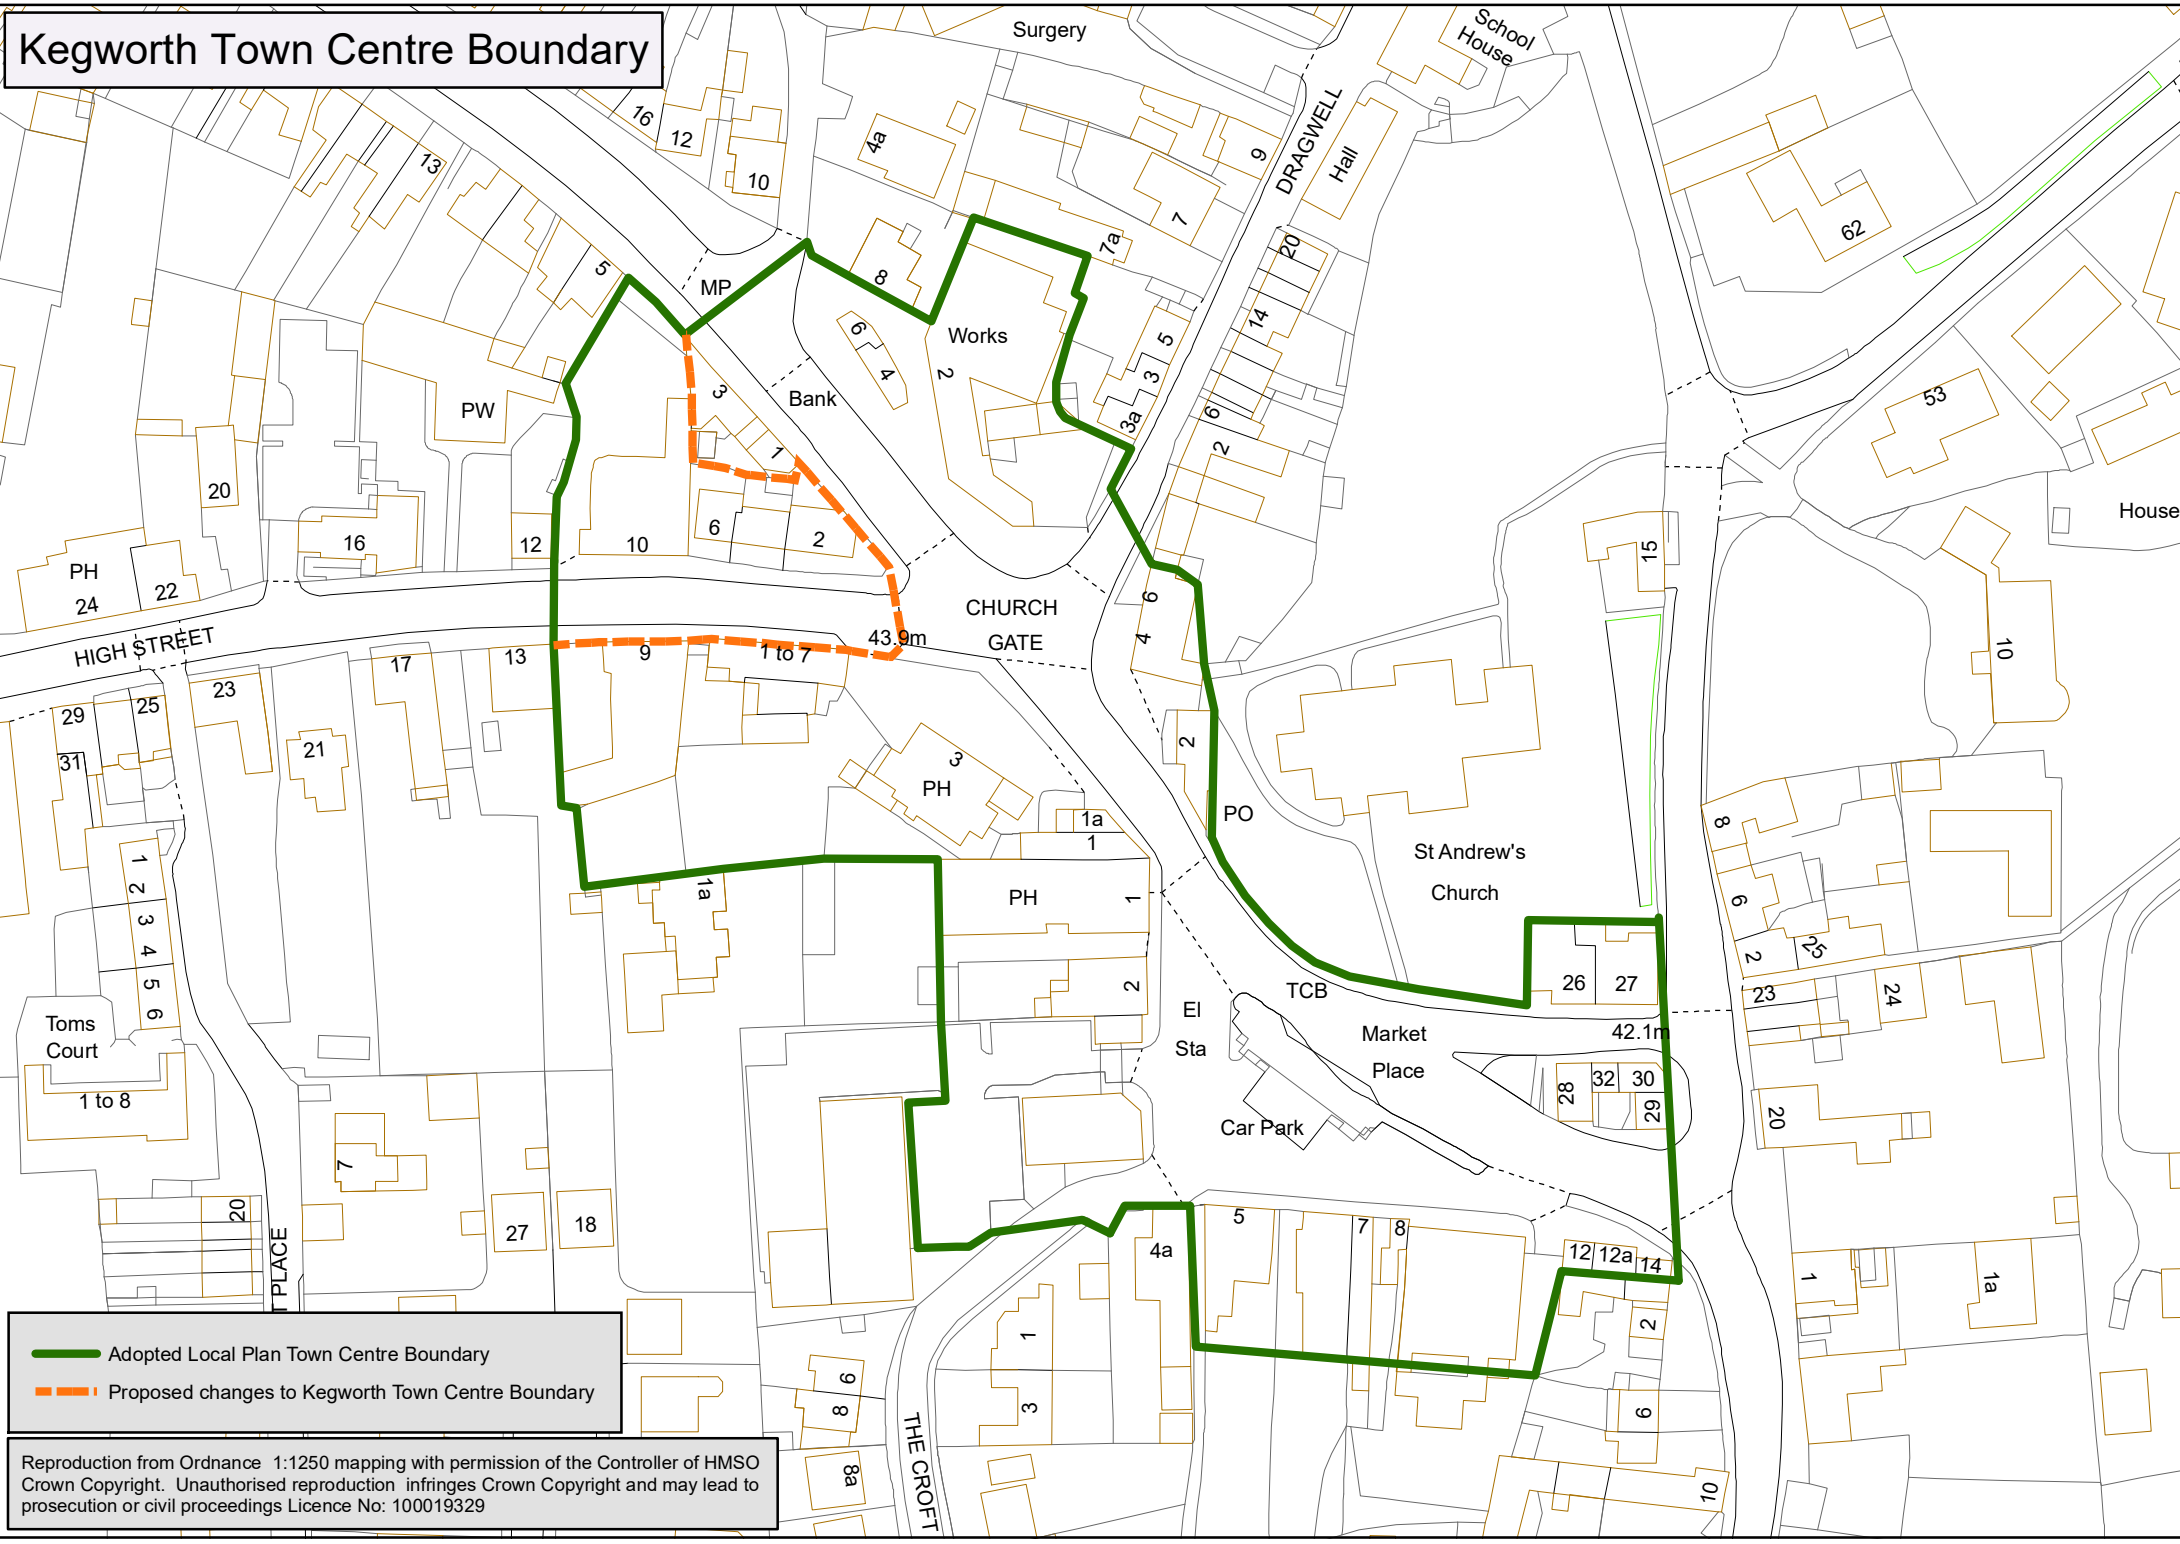 Kegworth Town Centre Boundary
Surgery
School
House
16
12
10
4a
9
DRAGWELL
Hall
13
7
7a
62
20
5
8
MP
Works
6
4
2
5
3
3a
14
6
2
PW
3
Bank
1
53
House
20
16
12
10
6
2
15
PH
24
22
HIGH STREET
CHURCH
GATE
6
4
43.9m
13
9
1 to 7
17
23
25
29
31
21
10
2
3
PH
PO
1a
1
8
St Andrew's
Church
1
2
3
4
5
6
1a
PH
1
6
2
25
26
27
23
24
Toms
Court
1 to 8
2
El
Sta
TCB
Market
Place
42.1m
28
32
30
29
20
Car Park
7
20
27
18
T PLACE
5
7
8
4a
12
12a
14
2
1
1a
1
3
6
8
8a
6
10
THE CROFT
Adopted Local Plan Town Centre Boundary
Proposed changes to Kegworth Town Centre Boundary
Reproduction from Ordnance 1:1250 mapping with permission of the Controller of HMSO
Crown Copyright. Unauthorised reproduction infringes Crown Copyright and may lead to
prosecution or civil proceedings Licence No: 100019329